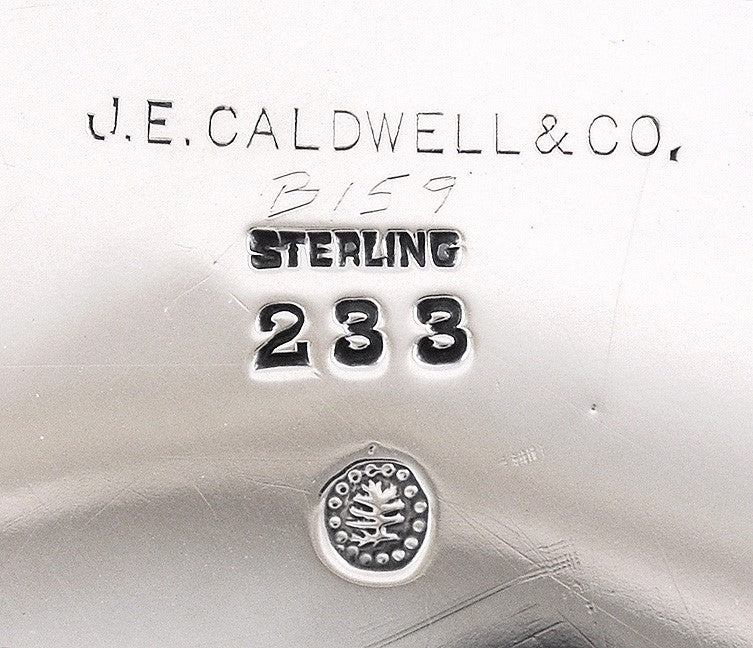 J.E. CALDWELL & CO.
B159
STERLING
233